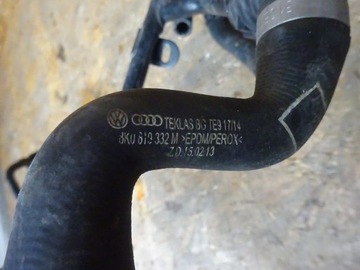 TEKLAS BG TE9 17/14
8K0 819 332 M >EPDM/PEROX<
Z.0.15.02.13